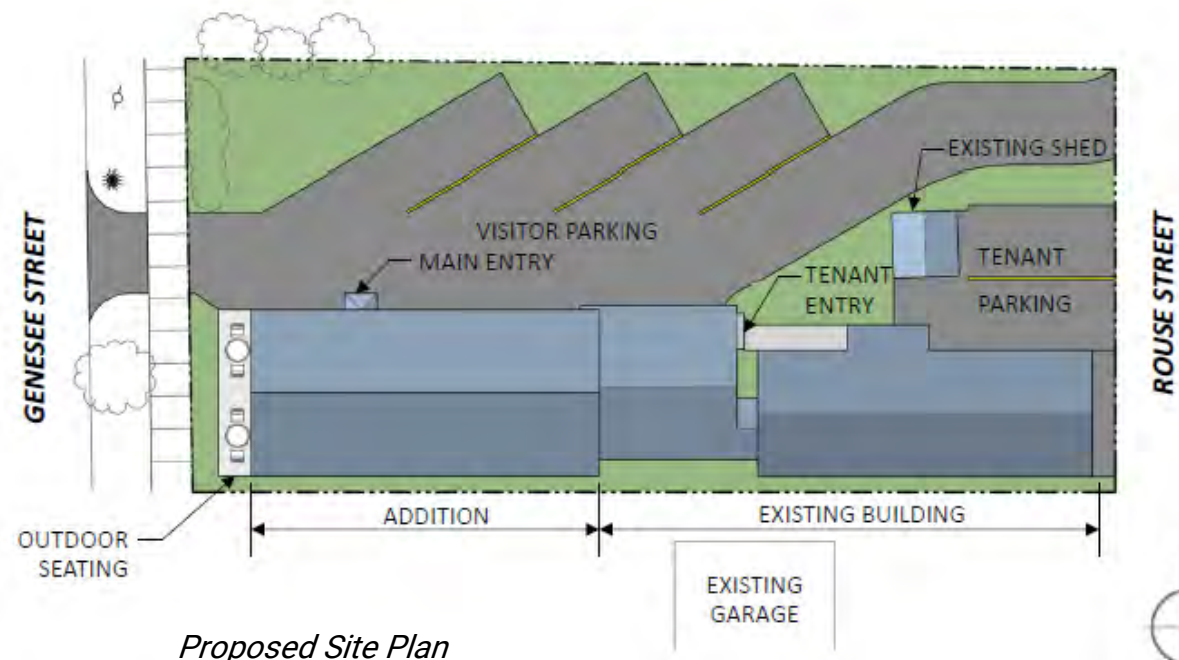 EXISTING SHED
GENESEE STREET
VISITOR PARKING
MAIN ENTRY
TENANT
ENTRY
TENANT
PARKING
ROUSE STREET
OUTDOOR
SEATING
ADDITION
EXISTING BUILDING
EXISTING
GARAGE
Proposed Site Plan